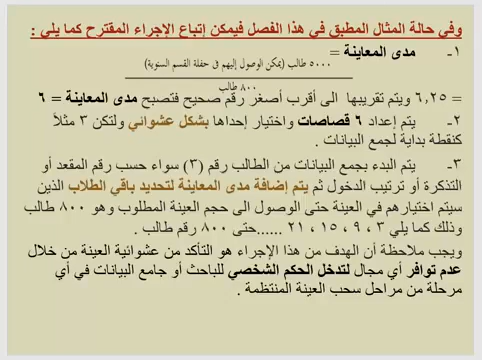 وفي حالة المثال المطبق في هذا الفصل فيمكن إتباع الإجراء المقترح كما يلي :
١- مدى المعاينة = ٥٠٠٠ طالب (يمكن الوصول إليهم في حفلة القسم السنوية)
٨٠٠ طالب
= ٦,٢٥ ويتم تقريبها الى أقرب أصغر رقم صحيح فتصبح مدى المعاينة = ٦
٢- يتم إعداد ٦ قصاصات واختيار إحداها بشكل عشوائي ولتكن ٣ مثلاً
كنقطة بداية لجمع البيانات .
٣- يتم البدء بجمع البيانات من الطالب رقم (٣) سواء حسب رقم المقعد أو
التذكرة أو ترتيب الدخول ثم يتم إضافة مدى المعاينة لتحديد باقي الطلاب الذين
سيتم اختيارهم في العينة حتى الوصول الى حجم العينة المطلوب وهو ٨٠٠ طالب
وذلك كما يلي ٣ ، ٩ ، ١٥ ، ٢١ ......حتى ٨٠٠ رقم طالب .
ويجب ملاحظة أن الهدف من هذا الإجراء هو التأكد من عشوائية العينة من خلال
عدم توافر أي مجال لتدخل الحكم الشخصي للباحث أو جامع البيانات في أي
مرحلة من مراحل سحب العينة المنتظمة .